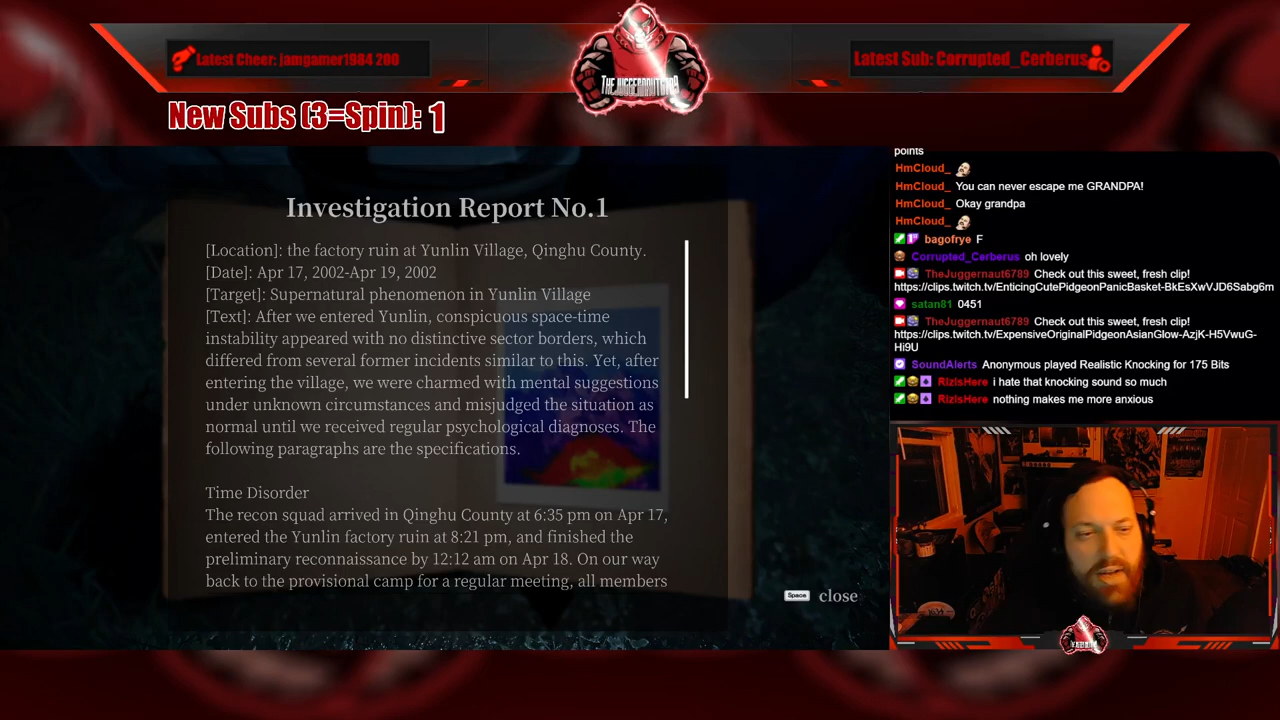 Latest Cheer: jamgamer1984 200
THEJUGGERNAUT6789
Latest Sub: Corrupted_Cerberus
New Subs (3=Spin): 1
Investigation Report No.1
[Location]: the factory ruin at Yunlin Village, Qinghu County.
[Date]: Apr 17, 2002-Apr 19, 2002
[Target]: Supernatural phenomenon in Yunlin Village
[Text]: After we entered Yunlin, conspicuous space-time
instability appeared with no distinctive sector borders, which
differed from several former incidents similar to this. Yet, after
entering the village, we were charmed with mental suggestions
under unknown circumstances and misjudged the situation as
normal until we received regular psychological diagnoses. The
following paragraphs are the specifications.
Time Disorder
The recon squad arrived in Qinghu County at 6:35 pm on Apr 17,
entered the Yunlin factory ruin at 8:21 pm, and finished the
preliminary reconnaissance by 12:12 am on Apr 18. On our way
back to the provisional camp for a regular meeting, all members
Space close
points
HmCloud_
HmCloud_ You can never escape me GRANDPA!
HmCloud_ Okay grandpa
HmCloud_
bagofrye F
Corrupted_Cerberus oh lovely
TheJuggernaut6789 Check out this sweet, fresh clip!
https://clips.twitch.tv/EnticingCutePidgeonPanicBasket-BkEsXwVJD6Sabg6m
satan81 0451
TheJuggernaut6789 Check out this sweet, fresh clip!
https://clips.twitch.tv/ExpensiveOriginalPidgeonAsianGlow-AzjK-H5VwuG-
Hi9U
SoundAlerts Anonymous played Realistic Knocking for 175 Bits
RizIsHere i hate that knocking sound so much
RizIsHere nothing makes me more anxious